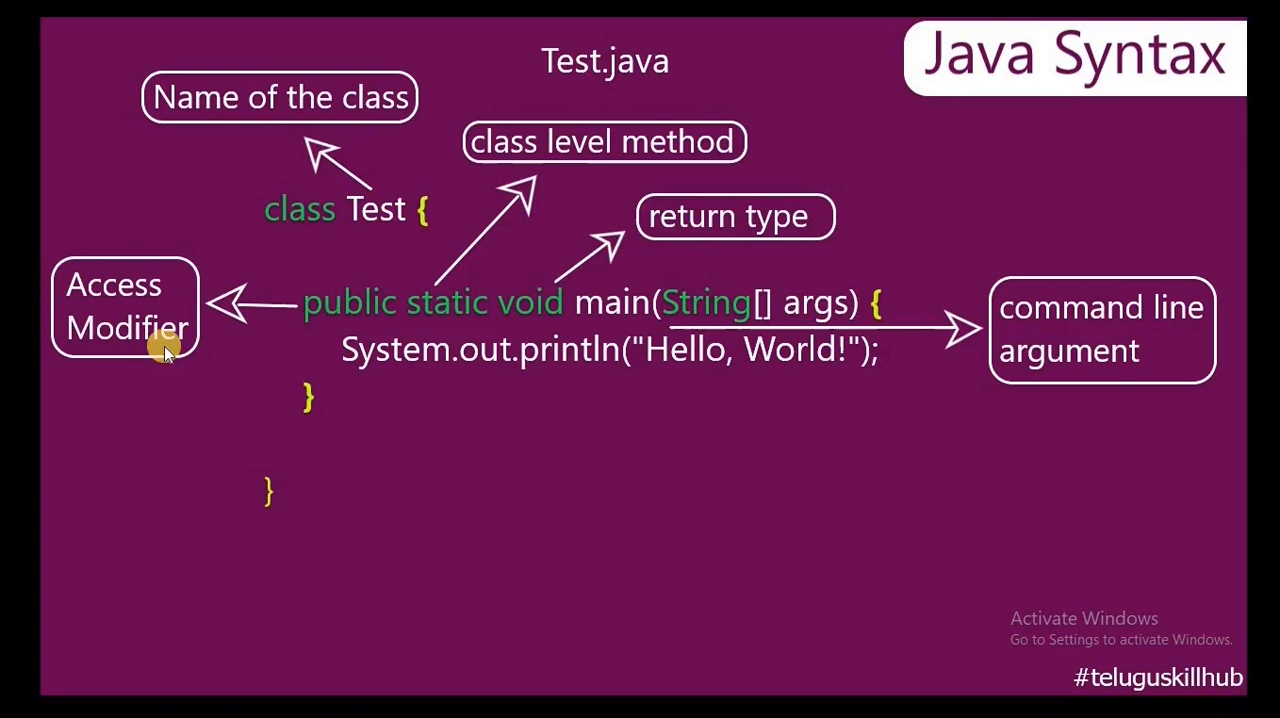 Java Syntax
Test.java
Name of the class
class level method
class Test {
return type
Access
Modifier
public static void main(String[] args) {
command line
argument
System.out.println("Hello, World!");
}
}
Activate Windows
Go to Settings to activate Windows.
#teluguskillhub